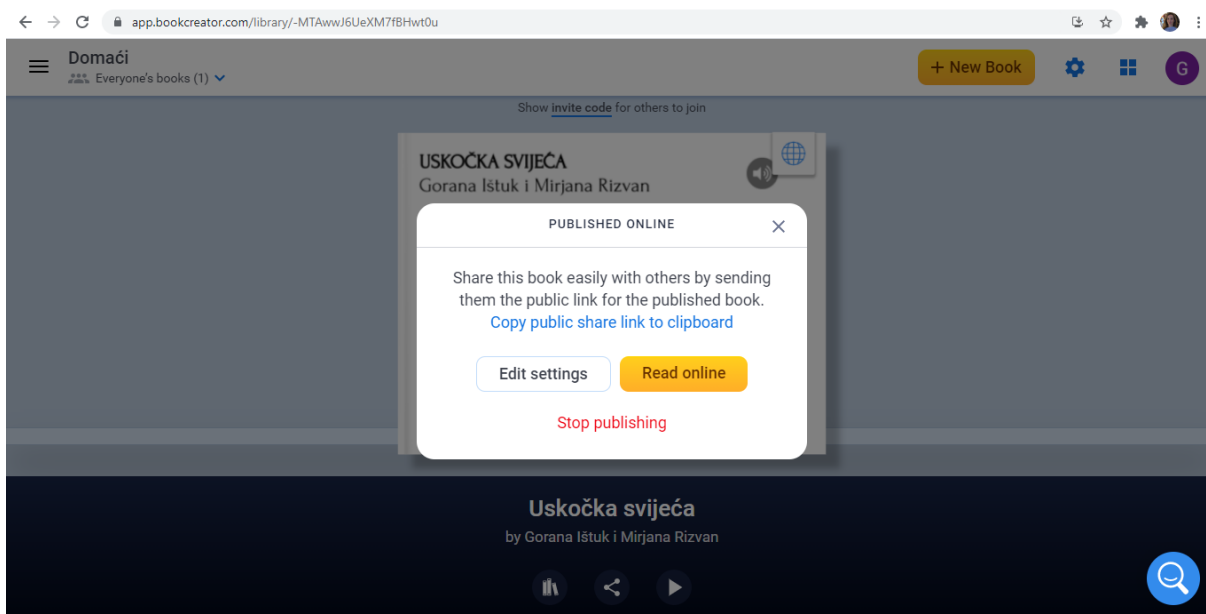 app.bookcreator.com/library/-MTAwwJ6UeXM7fBHwt0u
Domaći
Everyone's books (1)
+ New Book
G
Show invite code for others to join
USKOČKA SVIJEĆA
Gorana Ištuk i Mirjana Rizvan
PUBLISHED ONLINE
Share this book easily with others by sending
them the public link for the published book.
Copy public share link to clipboard
Edit settings
Read online
Stop publishing
Uskočka svijeća
by Gorana Ištuk i Mirjana Rizvan